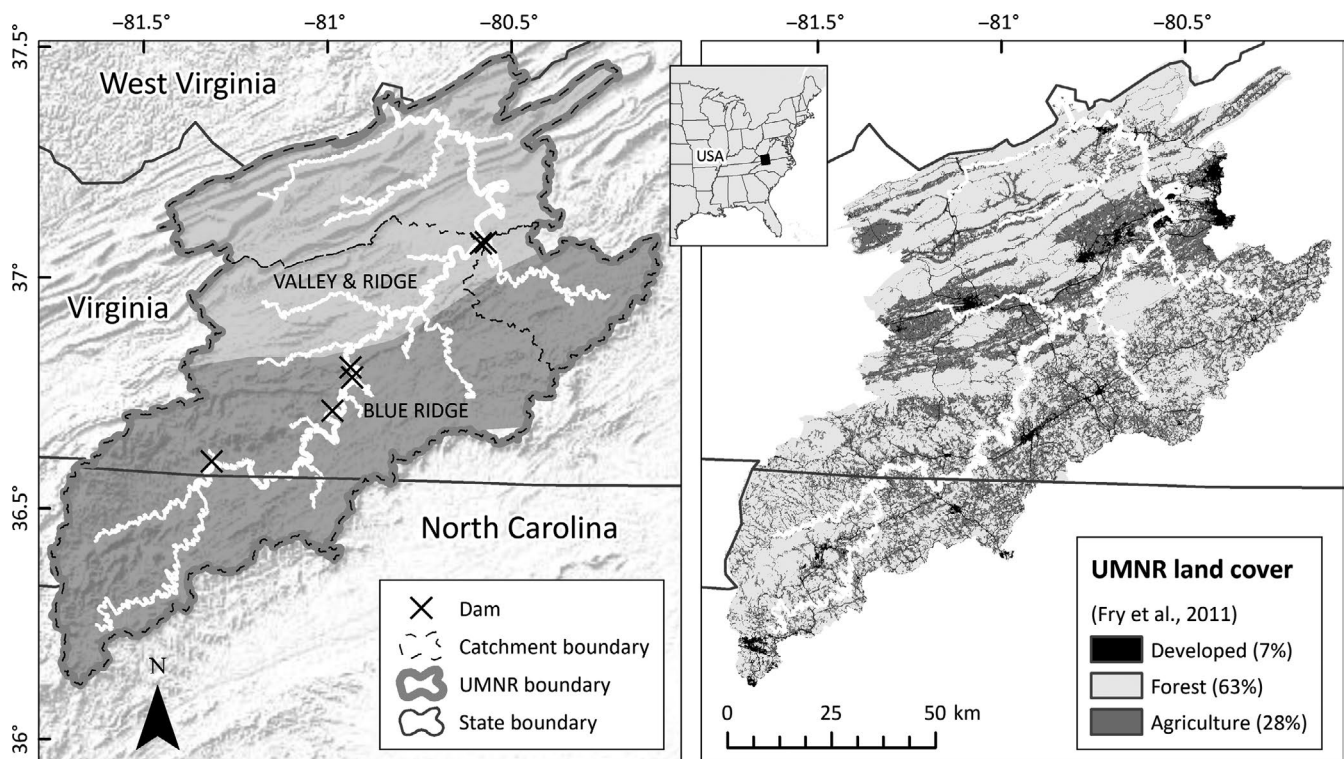 −81.5°
−81°
−80.5°
−81.5°
−81°
−80.5°
37.5°
37°
36.5°
36°
West Virginia
Virginia
VALLEY & RIDGE
BLUE RIDGE
North Carolina
N
Dam
Catchment boundary
UMNR boundary
State boundary
USA
0 25 50 km
UMNR land cover
(Fry et al., 2011)
Developed (7%)
Forest (63%)
Agriculture (28%)